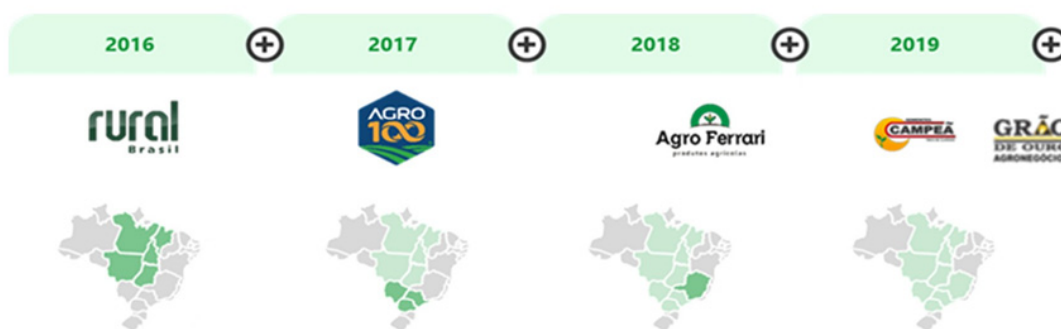 2016
2017
2018
2019
rural
Brasil
AGRO
100
Agro Ferrari
produtos agrícolas
CAMPEÃ
GRÃO
DE OURO
AGRONEGÓCIO